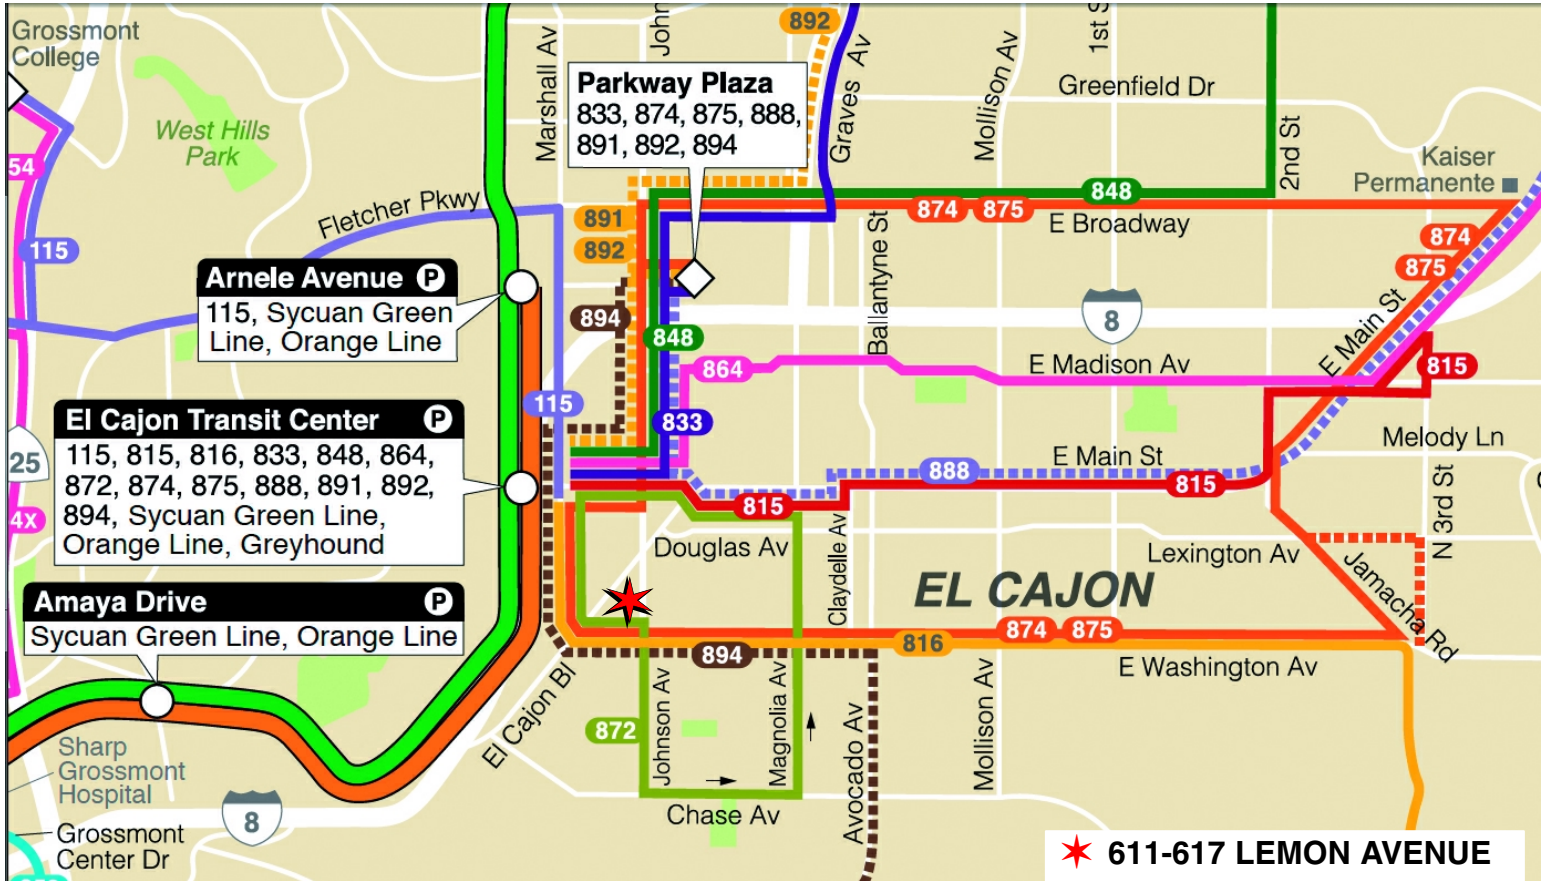 Grossmont
College
West Hills
Park
54
115
25
4x
Fletcher Pkwy
Marshall Av
John
892
Parkway Plaza
833, 874, 875, 888,
891, 892, 894
Graves Av
Mollison Av
1st S
Greenfield Dr
2nd St
Kaiser
Permanente
848
874 875
E Broadway
891
892
874
875
Arnele Avenue P
115, Sycuan Green
Line, Orange Line
894
848
Ballantyne St
8
E Main St
864
E Madison Av
815
115
833
El Cajon Transit Center P
115, 815, 816, 833, 848, 864,
872, 874, 875, 888, 891, 892,
894, Sycuan Green Line,
Orange Line, Greyhound
888
E Main St
815
815
Melody Ln
N 3rd St
Douglas Av
Claydelle Av
Lexington Av
Jamacha Rd
EL CAJON
Amaya Drive P
Sycuan Green Line, Orange Line
874 875
816
894
E Washington Av
El Cajon Bl
872
Johnson Av
Magnolia Av
Avocado Av
Mollison Av
Chase Av
Sharp
Grossmont
Hospital
8
Grossmont
Center Dr
611-617 LEMON AVENUE